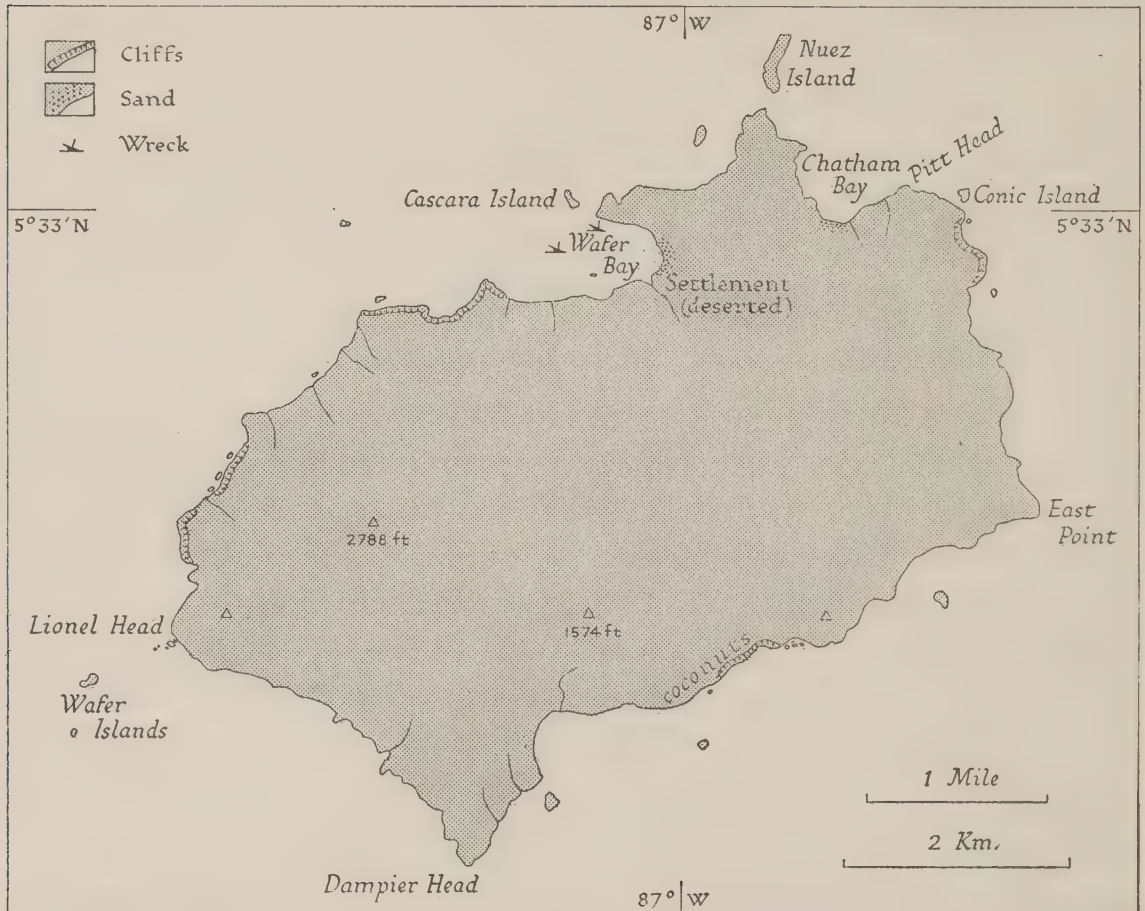 87° W
Cliffs
Sand
Wreck
Nuez
Island
Chatham
Bay
Pitt Head
Cascara Island
Conic Island
5°33'N
5°33'N
Wafer
Bay
Settlement
(deserted)
2788 ft
East
Point
Lionel Head
1574 ft
coconuts
Wafer
Islands
1 Mile
2 Km.
Dampier Head
87° W